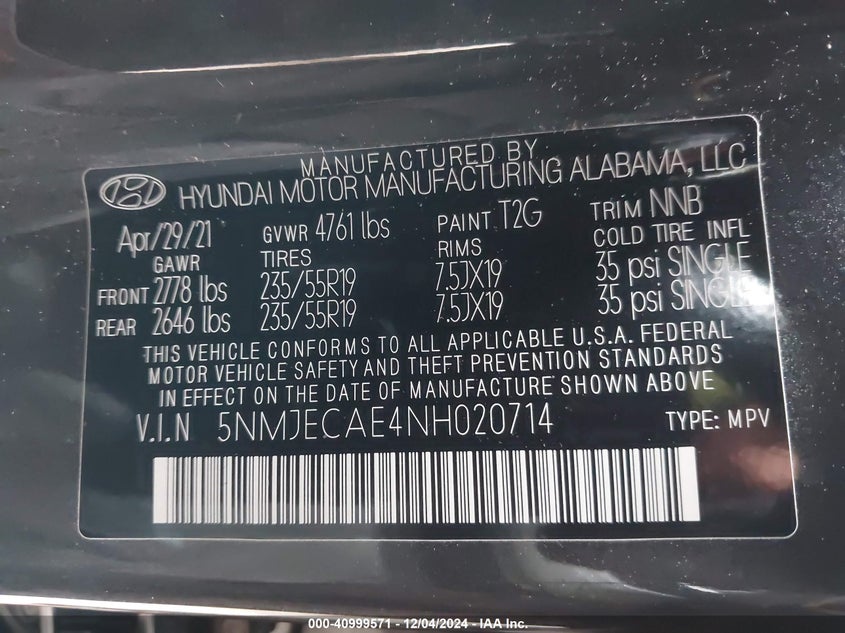 MANUFACTURED BY
HYUNDAI MOTOR MANUFACTURING ALABAMA, LLC
Apr/29/21 GVWR 4761 lbs PAINT T2G TRIM NNB
GAWR TIRES RIMS COLD TIRE INFL
FRONT 2778 lbs 235/55R19 7.5JX19 35 psi SINGLE
REAR 2646 lbs 235/55R19 7.5JX19 35 psi SINGLE
THIS VEHICLE CONFORMS TO ALL APPLICABLE U.S.A. FEDERAL
MOTOR VEHICLE SAFETY AND THEFT PREVENTION STANDARDS
IN EFFECT ON THE DATE OF MANUFACTURE SHOWN ABOVE
V.I.N 5NMJECAE4NH020714 TYPE: MPV
000-40999571 - 12/04/2024 - IAA Inc.